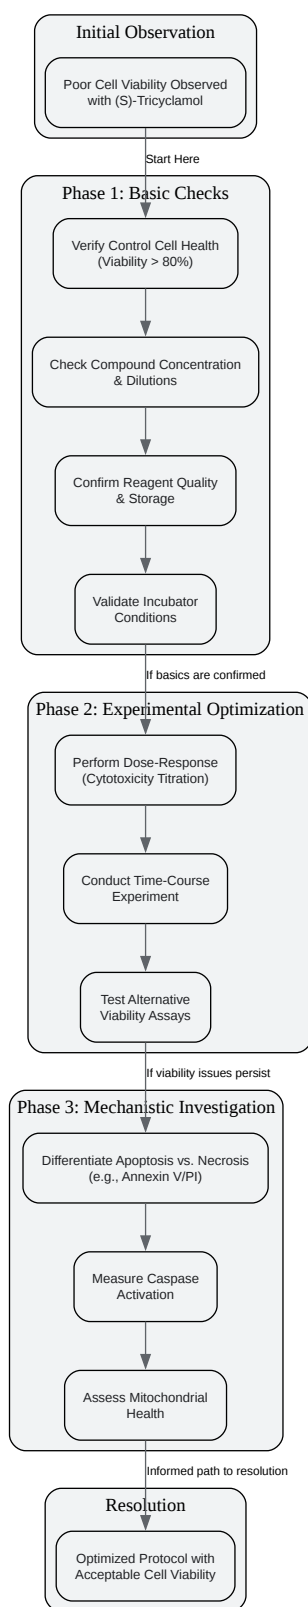 Initial Observation
Poor Cell Viability Observed
with (S)-Tricyclamol
Start Here
Phase 1: Basic Checks
Verify Control Cell Health
(Viability > 80%)
Check Compound Concentration
& Dilutions
Confirm Reagent Quality
& Storage
Validate Incubator
Conditions
If basics are confirmed
Phase 2: Experimental Optimization
Perform Dose-Response
(Cytotoxicity Titration)
Conduct Time-Course
Experiment
Test Alternative
Viability Assays
If viability issues persist
Phase 3: Mechanistic Investigation
Differentiate Apoptosis vs. Necrosis
(e.g., Annexin V/PI)
Measure Caspase
Activation
Assess Mitochondrial
Health
Informed path to resolution
Resolution
Optimized Protocol with
Acceptable Cell Viability